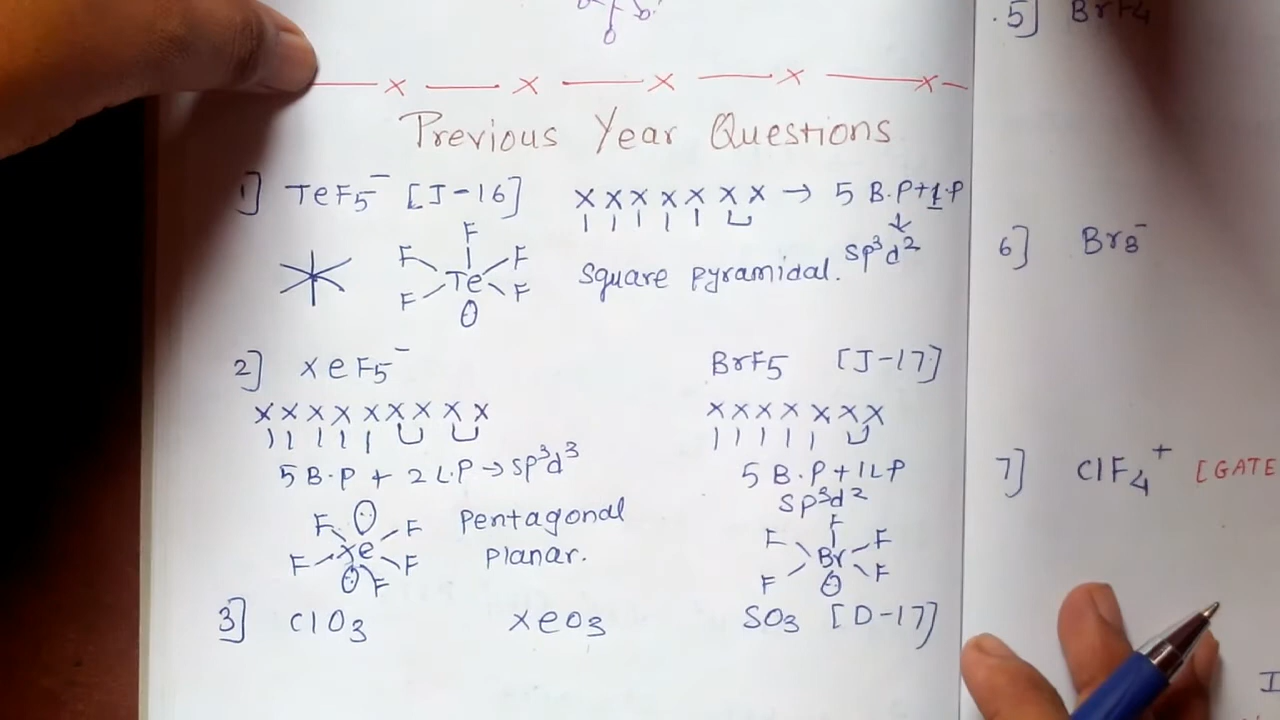 Previous Year Questions
1] TeF5⁻ [J-16] x x x x x x x → 5 B.P + 1 l.P
sp³d²
F
F F
Te
F F
Square pyramidal.
2] XeF5⁻
x x x x x x x x x
5 B.P + 2 L.P → sp³d³
F F
Xe
F F
F
Pentagonal
planar.
BrF5 [J-17]
x x x x x x x
5 B.P + 1 L P
sp³d²
F
F F
Br
F F
3] ClO3 XeO3 SO3 [D-17]
5] BrF4
6] Br3⁻
7] ClF4⁺ [GATE
I